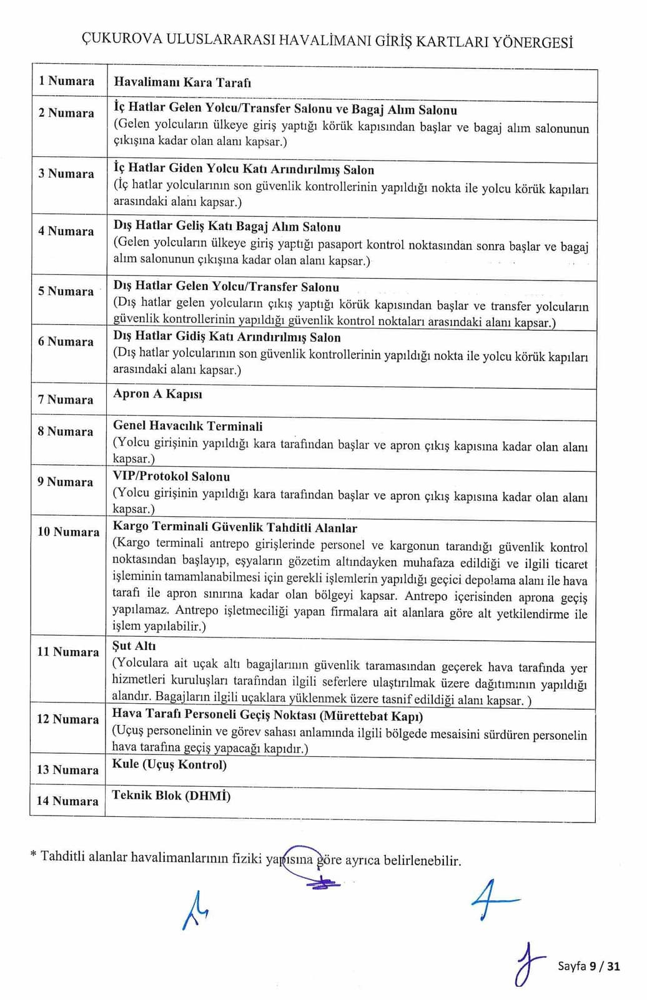 ÇUKUROVA ULUSLARARASI HAVALİMANI GİRİŞ KARTLARI YÖNERGESİ
1 Numara
Havalimanı Kara Tarafı
2 Numara
İç Hatlar Gelen Yolcu/Transfer Salonu ve Bagaj Alım Salonu
(Gelen yolcuların ülkeye giriş yaptığı körük kapısından başlar ve bagaj alım salonunun
çıkışına kadar olan alanı kapsar.)
3 Numara
İç Hatlar Giden Yolcu Katı Arındırılmış Salon
(İç hatlar yolcularının son güvenlik kontrollerinin yapıldığı nokta ile yolcu körük kapıları
arasındaki alanı kapsar.)
4 Numara
Dış Hatlar Geliş Katı Bagaj Alım Salonu
(Gelen yolcuların ülkeye giriş yaptığı pasaport kontrol noktasından sonra başlar ve bagaj
alım salonunun çıkışına kadar olan alanı kapsar.)
5 Numara
Dış Hatlar Gelen Yolcu/Transfer Salonu
(Dış hatlar gelen yolcuların çıkış yaptığı körük kapısından başlar ve transfer yolcuların
güvenlik kontrollerinin yapıldığı güvenlik kontrol noktaları arasındaki alanı kapsar.)
6 Numara
Dış Hatlar Gidiş Katı Arındırılmış Salon
(Dış hatlar yolcularının son güvenlik kontrollerinin yapıldığı nokta ile yolcu körük kapıları
arasındaki alanı kapsar.)
7 Numara
Apron A Kapısı
8 Numara
Genel Havacılık Terminali
(Yolcu girişinin yapıldığı kara tarafından başlar ve apron çıkış kapısına kadar olan alanı
kapsar.)
9 Numara
VIP/Protokol Salonu
(Yolcu girişinin yapıldığı kara tarafından başlar ve apron çıkış kapısına kadar olan alanı
kapsar.)
10 Numara
Kargo Terminali Güvenlik Tahditli Alanlar
(Kargo terminali antrepo girişlerinde personel ve kargonun tarandığı güvenlik kontrol
noktasından başlayıp, eşyaların gözetim altındayken muhafaza edildiği ve ilgili ticaret
işleminin tamamlanabilmesi için gerekli işlemlerin yapıldığı geçici depolama alanı ile hava
tarafı ile apron sınırına kadar olan bölgeyi kapsar. Antrepo içerisinden aprona geçiş
yapılamaz. Antrepo işletmeciliği yapan firmalara ait alanlara göre alt yetkilendirme ile
işlem yapılabilir.)
11 Numara
Şut Altı
(Yolculara ait uçak altı bagajlarının güvenlik taramasından geçerek hava tarafında yer
hizmetleri kuruluşları tarafından ilgili seferlere ulaştırılmak üzere dağıtımının yapıldığı
alandır. Bagajların ilgili uçaklara yüklenmek üzere tasnif edildiği alanı kapsar. )
12 Numara
Hava Tarafı Personeli Geçiş Noktası (Mürettebat Kapı)
(Uçuş personelinin ve görev sahası anlamında ilgili bölgede mesaisini sürdüren personelin
hava tarafına geçiş yapacağı kapıdır.)
13 Numara
Kule (Uçuş Kontrol)
14 Numara
Teknik Blok (DHMİ)
* Tahditli alanlar havalimanlarının fiziki yapısına göre ayrıca belirlenebilir.
Sayfa 9 / 31